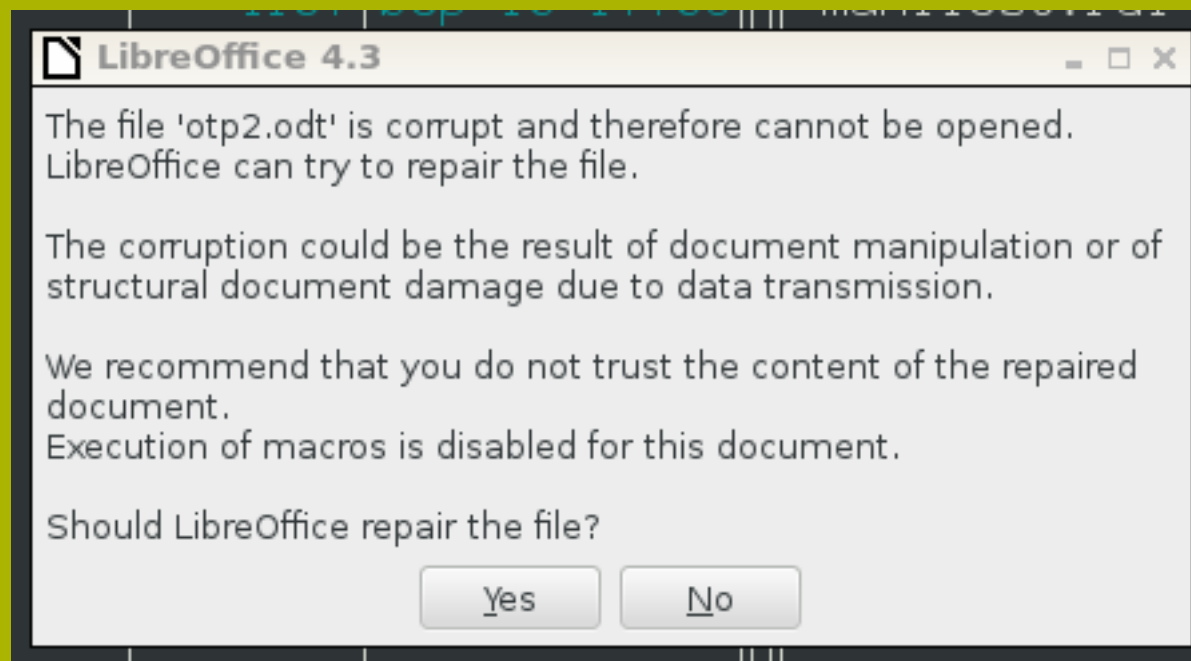 LibreOffice 4.3
The file 'otp2.odt' is corrupt and therefore cannot be opened.
LibreOffice can try to repair the file.
The corruption could be the result of document manipulation or of
structural document damage due to data transmission.
We recommend that you do not trust the content of the repaired
document.
Execution of macros is disabled for this document.
Should LibreOffice repair the file?
Yes No